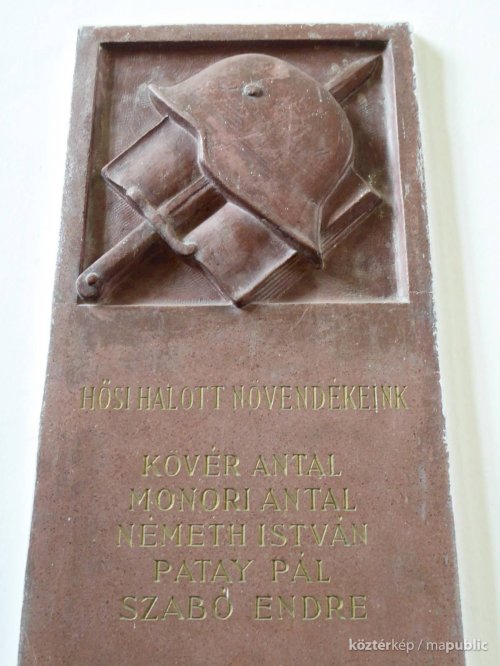 HŐSI HALOTT NÖVENDÉKEINK
KÖVÉR ANTAL
MONORI ANTAL
NÉMETH ISTVÁN
PATAY PÁL
SZABÓ ENDRE
köztérkép / mapublic